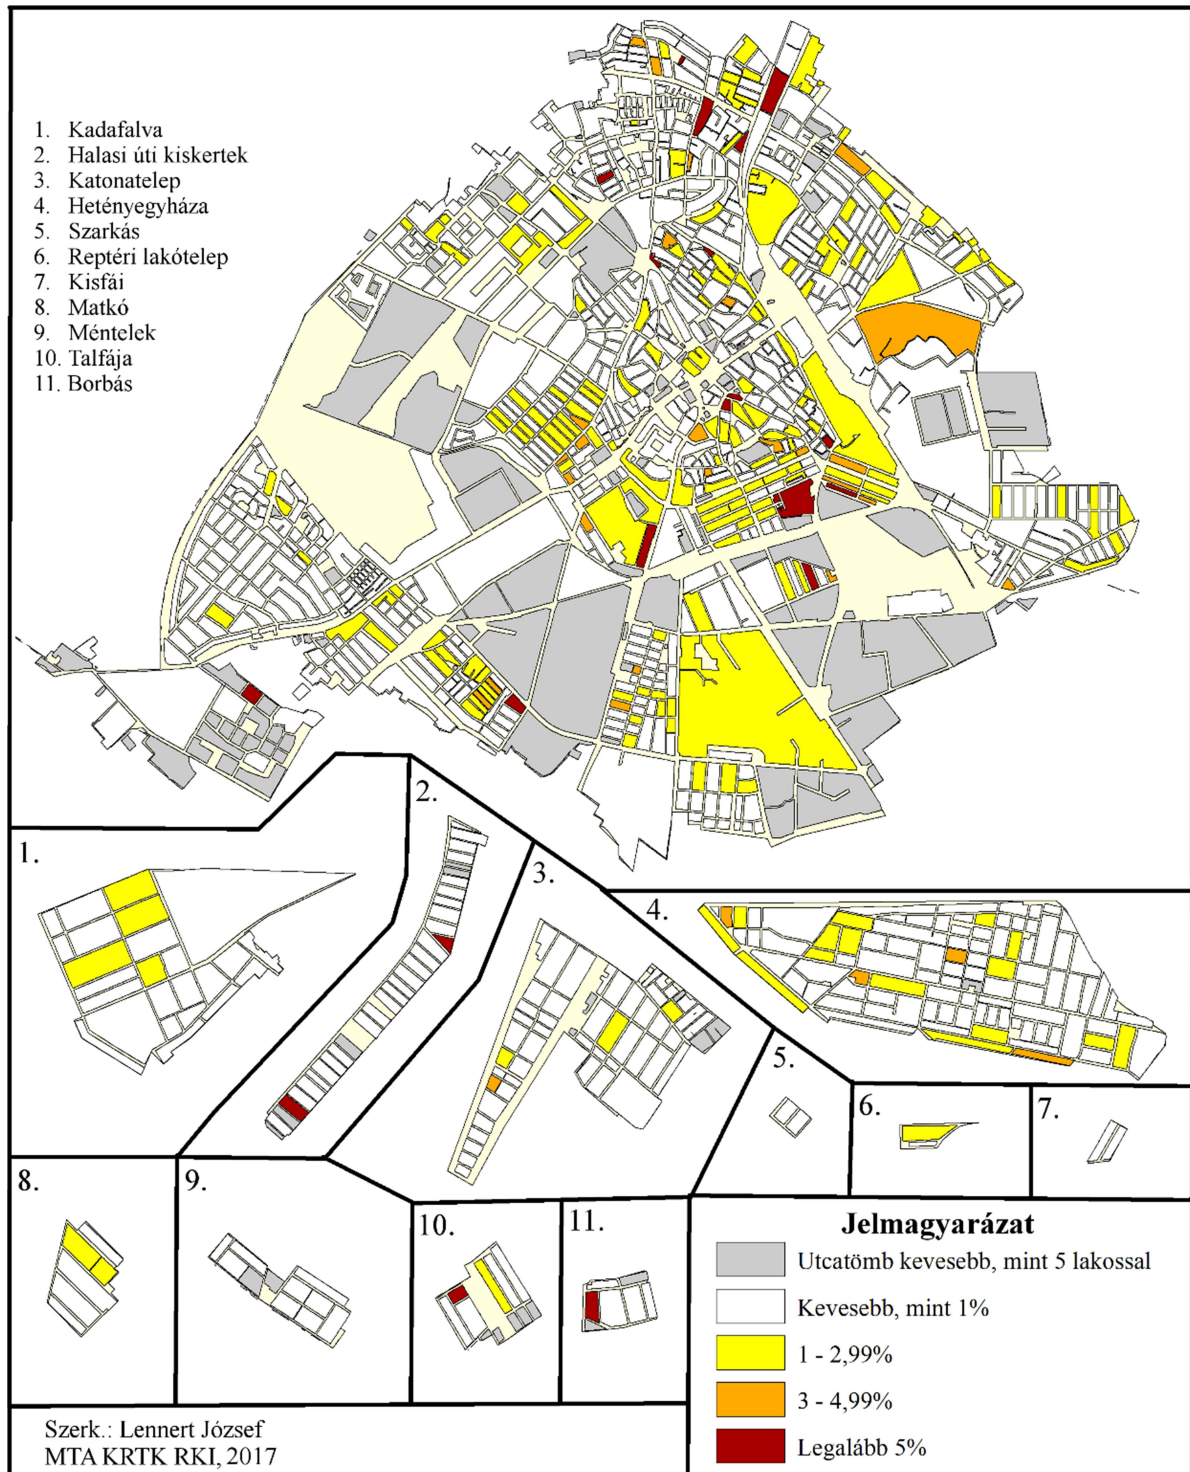 1. Kadafalva
2. Halasi úti kiskertek
3. Katonatelep
4. Hetényegyháza
5. Szarkás
6. Reptéri lakótelep
7. Kisfái
8. Matkó
9. Méntelek
10. Talfája
11. Borbás
1.
2.
3.
4.
5.
6.
7.
8.
9.
10.
11.
Jelmagyarázat
Utcatömb kevesebb, mint 5 lakossal
Kevesebb, mint 1%
1 - 2,99%
3 - 4,99%
Legalább 5%
Szerk.: Lennert József
MTA KRTK RKI, 2017